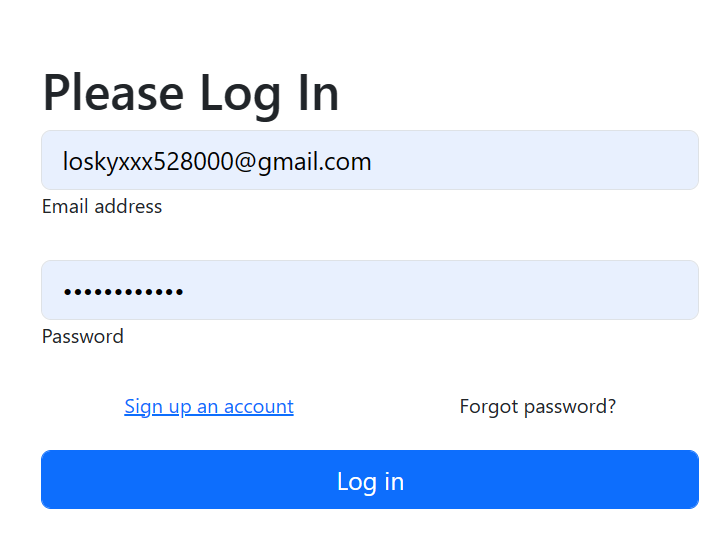 Please Log In
loskyxxx528000@gmail.com
Email address
••••••••••••
Password
Sign up an account Forgot password?
Log in